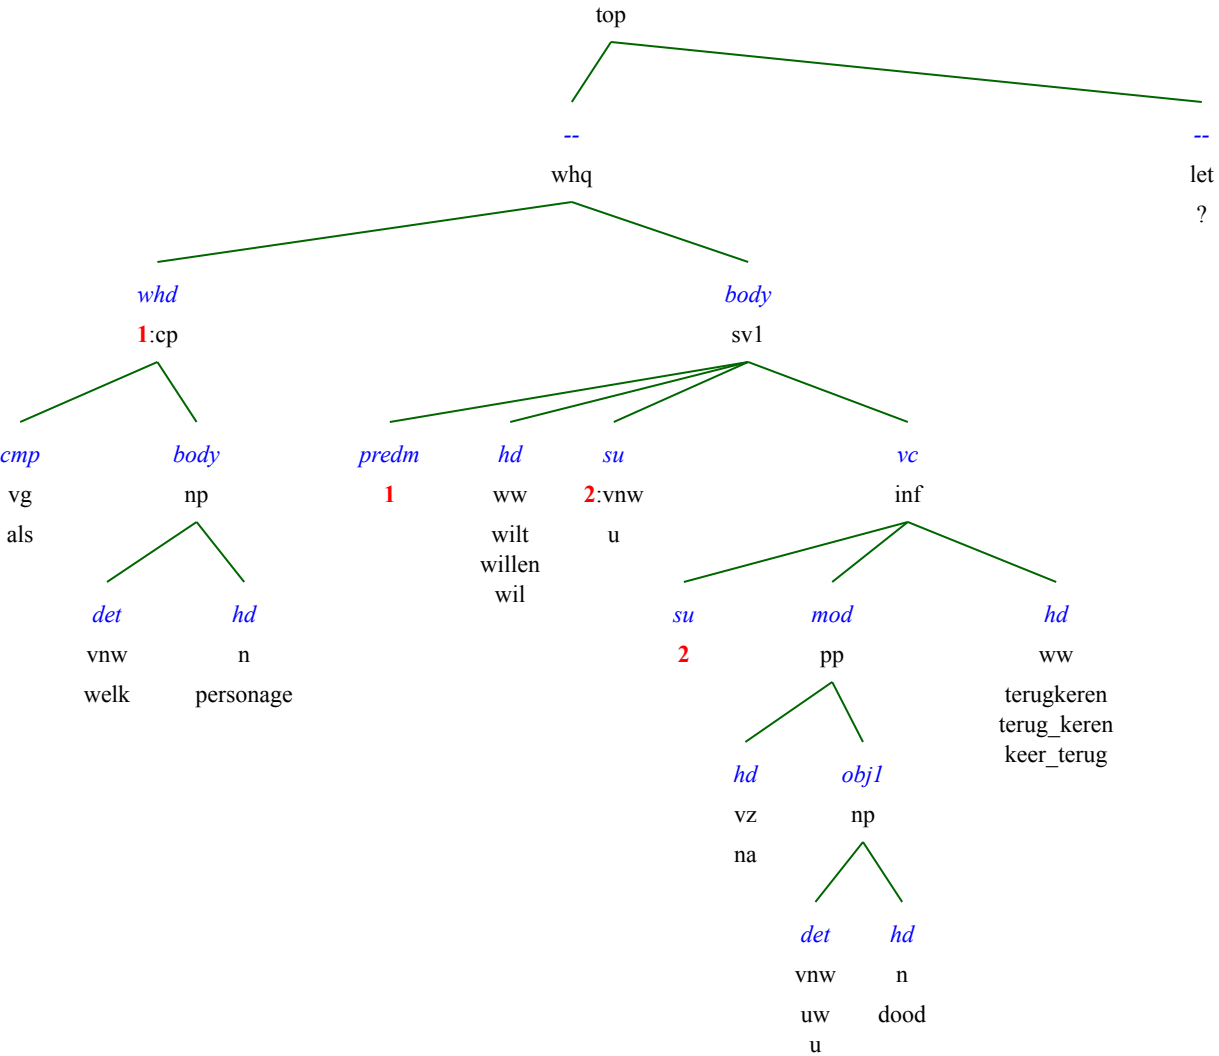 top
-- --
whq let
?
whd body
1:cp sv1
cmp body predm hd su vc
vg np 1 ww 2:vnw inf
als wilt u
willen
wil
det hd su mod hd
vnw n 2 pp ww
welk personage terugkeren
terug_keren
keer_terug
hd obj1
vz np
na
det hd
vnw n
uw dood
u